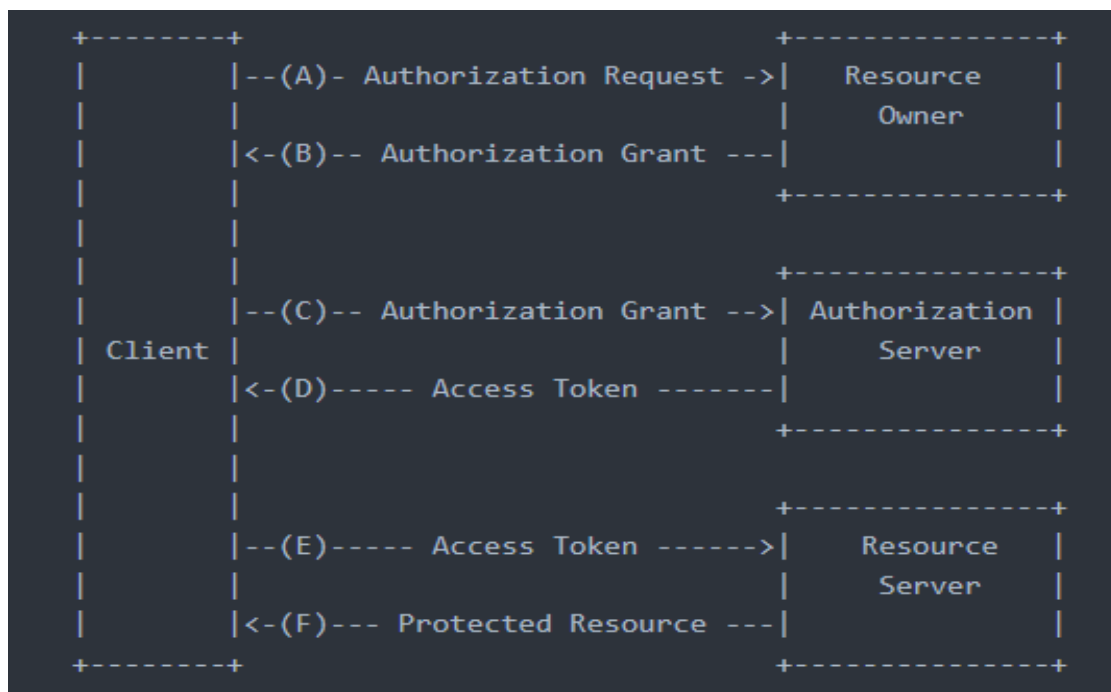 +--------+                               +---------------+
|        |--(A)- Authorization Request ->|   Resource    |
|        |                               |     Owner     |
|        |<-(B)-- Authorization Grant ---|               |
|        |                               +---------------+
|        |
|        |                               +---------------+
|        |--(C)-- Authorization Grant -->| Authorization |
| Client |                               |     Server    |
|        |<-(D)----- Access Token -------|               |
|        |                               +---------------+
|        |
|        |                               +---------------+
|        |--(E)----- Access Token ------>|    Resource   |
|        |                               |     Server    |
|        |<-(F)--- Protected Resource ---|               |
+--------+                               +---------------+